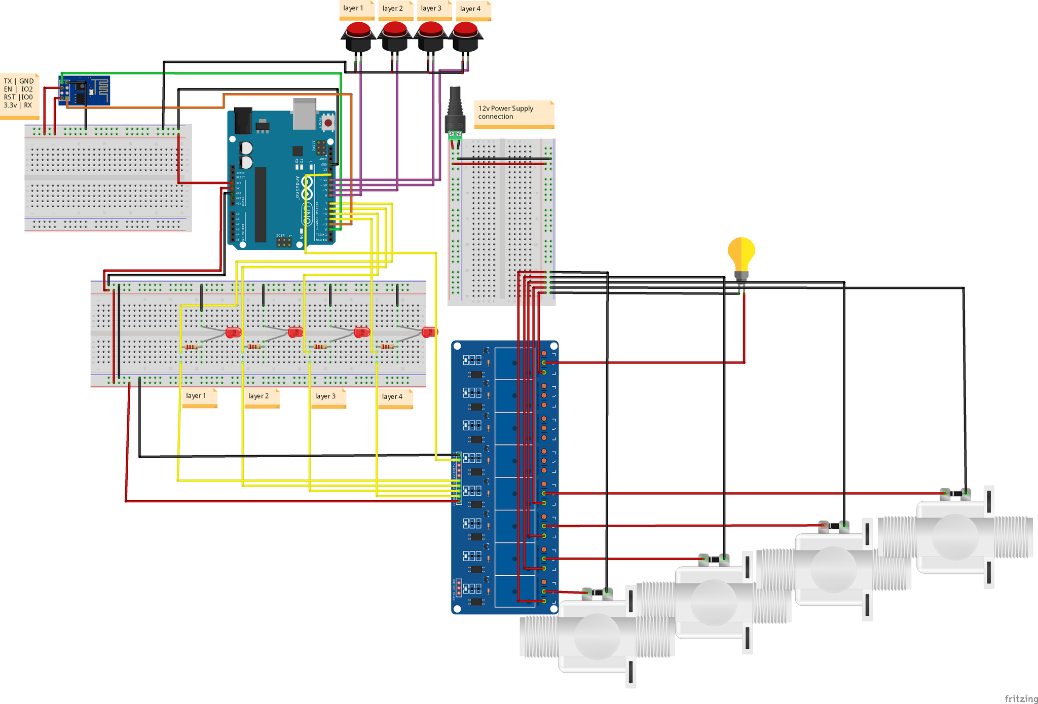 layer 1
layer 2
layer 3
layer 4
TX | GND
EN | IO2
RST |IO0
3.3v | RX
12v Power Supply
connection
layer 1
layer 2
layer 3
layer 4
fritzing